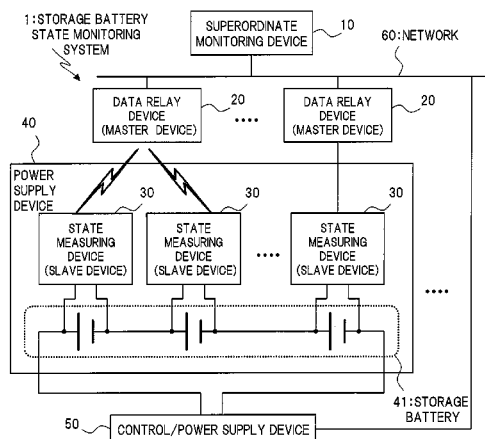 1:STORAGE BATTERY
STATE MONITORING
SYSTEM
SUPERORDINATE
MONITORING DEVICE
10
60:NETWORK
DATA RELAY
DEVICE
(MASTER DEVICE)
20
DATA RELAY
DEVICE
(MASTER DEVICE)
20
40
POWER
SUPPLY
DEVICE
30
30
30
STATE
MEASURING
DEVICE
(SLAVE DEVICE)
STATE
MEASURING
DEVICE
(SLAVE DEVICE)
STATE
MEASURING
DEVICE
(SLAVE DEVICE)
41:STORAGE
BATTERY
50
CONTROL/POWER SUPPLY DEVICE